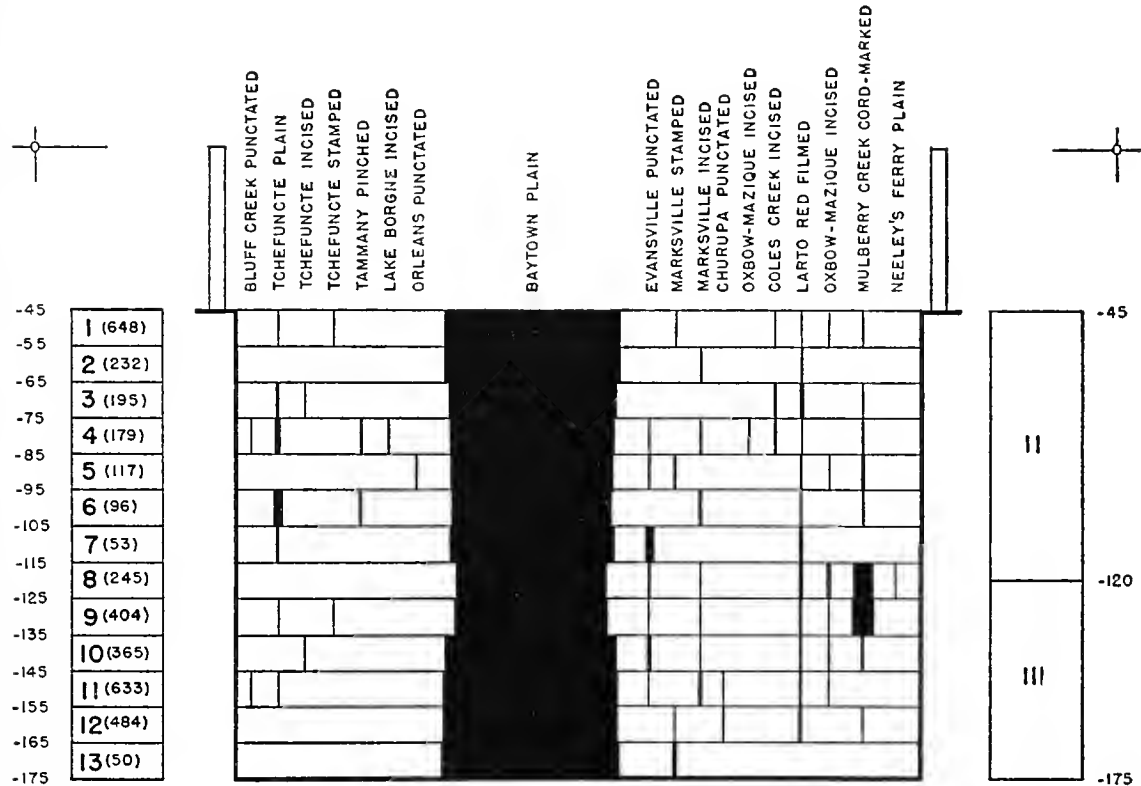 BLUFF CREEK PUNCTATED
TCHEFUNCTE PLAIN
TCHEFUNCTE INCISED
TCHEFUNCTE STAMPED
TAMMANY PINCHED
LAKE BORGNE INCISED
ORLEANS PUNCTATED
BAYTOWN PLAIN
EVANSVILLE PUNCTATED
MARKSVILLE STAMPED
MARKSVILLE INCISED
CHURUPA PUNCTATED
OXBOW-MAZIQUE INCISED
COLES CREEK INCISED
LARTO RED FILMED
OXBOW-MAZIQUE INCISED
MULBERRY CREEK CORD-MARKED
NEELEY'S FERRY PLAIN
-45
1 (648)
-55
2 (232)
-65
3 (195)
-75
4 (179)
-85
5 (117)
-95
6 (96)
-105
7 (53)
-115
8 (245)
-125
9 (404)
-135
10 (365)
-145
11 (633)
-155
12 (484)
-165
13 (50)
-175
-45
II
-120
III
-175